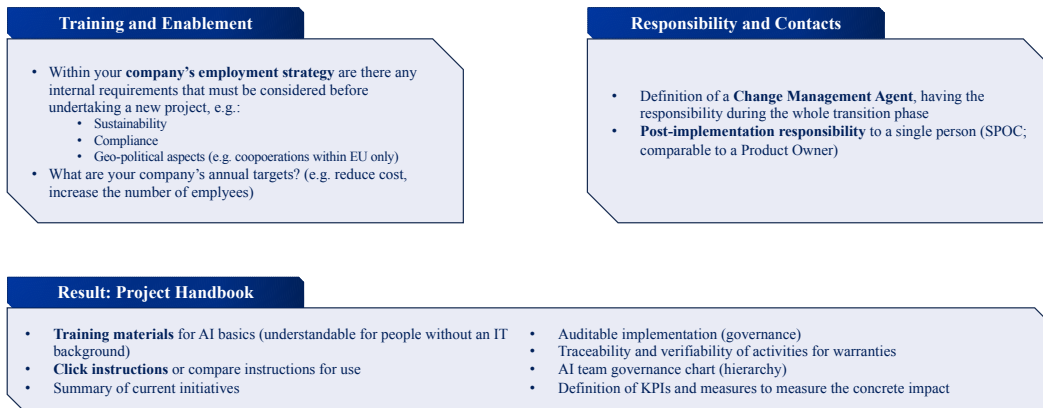 Training and Enablement
• Within your company's employment strategy are there any
internal requirements that must be considered before
undertaking a new project, e.g.:
• Sustainability
• Compliance
• Geo-political aspects (e.g. coopoerations within EU only)
• What are your company's annual targets? (e.g. reduce cost,
increase the number of emplyees)
Responsibility and Contacts
• Definition of a Change Management Agent, having the
responsibility during the whole transition phase
• Post-implementation responsibility to a single person (SPOC;
comparable to a Product Owner)
Result: Project Handbook
• Training materials for AI basics (understandable for people without an IT
background)
• Click instructions or compare instructions for use
• Summary of current initiatives
• Auditable implementation (governance)
• Traceability and verifiability of activities for warranties
• AI team governance chart (hierarchy)
• Definition of KPIs and measures to measure the concrete impact